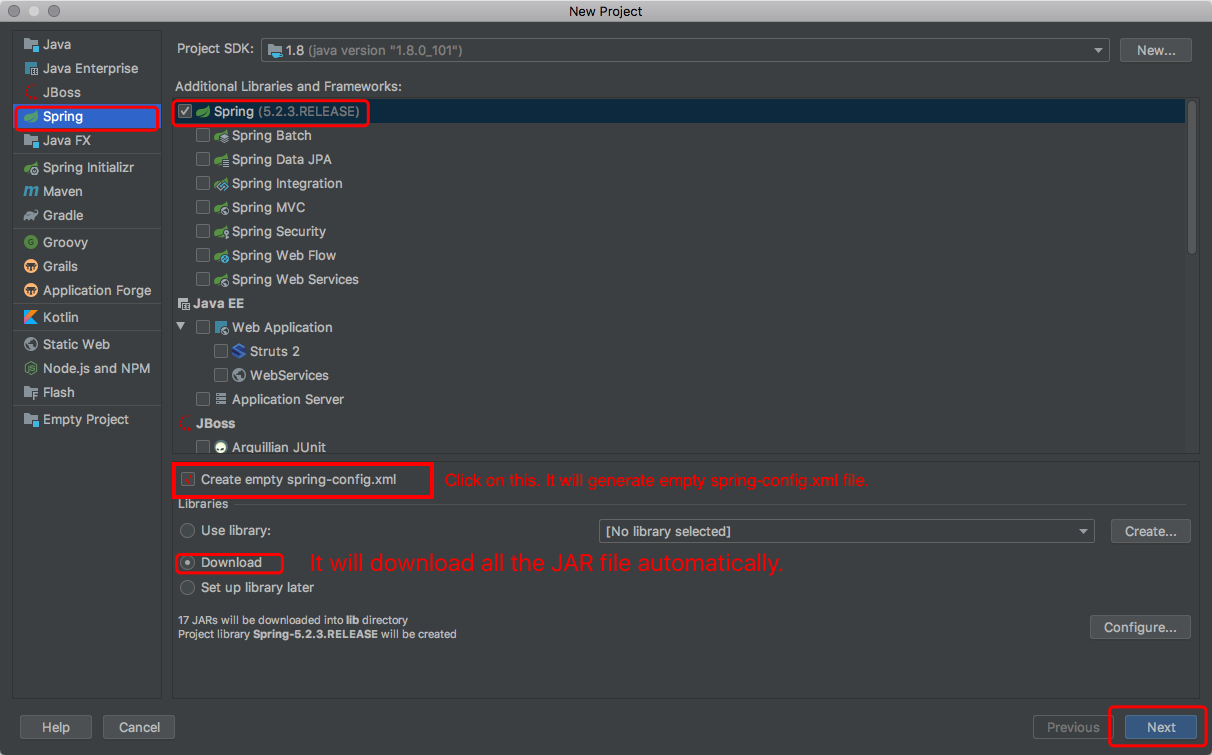 New Project
Java
Java Enterprise
JBoss
Spring
Java FX
Spring Initializr
Maven
Gradle
Groovy
Grails
Application Forge
Kotlin
Static Web
Node.js and NPM
Flash
Empty Project
Project SDK: 1.8 (java version "1.8.0_101") New...
Additional Libraries and Frameworks:
Spring (5.2.3.RELEASE)
Spring Batch
Spring Data JPA
Spring Integration
Spring MVC
Spring Security
Spring Web Flow
Spring Web Services
Java EE
Web Application
Struts 2
WebServices
Application Server
JBoss
Arquillian JUnit
Create empty spring-config.xml Click on this. It will generate empty spring-config.xml file.
Libraries
Use library: [No library selected] Create...
Download It will download all the JAR file automatically.
Set up library later
17 JARs will be downloaded into lib directory
Project library Spring-5.2.3.RELEASE will be created
Configure...
Help Cancel Previous Next